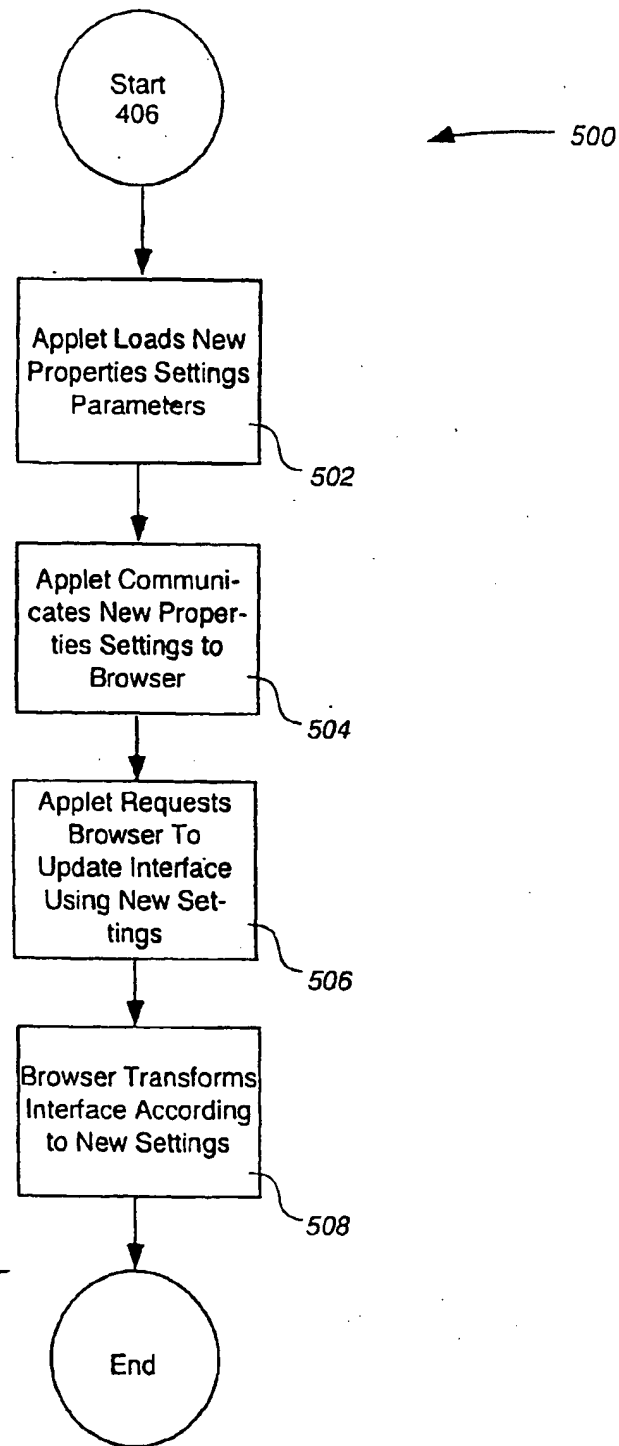 Start
406
500
Applet Loads New
Properties Settings
Parameters
502
Applet Communi-
cates New Proper-
ties Settings to
Browser
504
Applet Requests
Browser To
Update Interface
Using New Set-
tings
506
Browser Transforms
Interface According
to New Settings
508
End